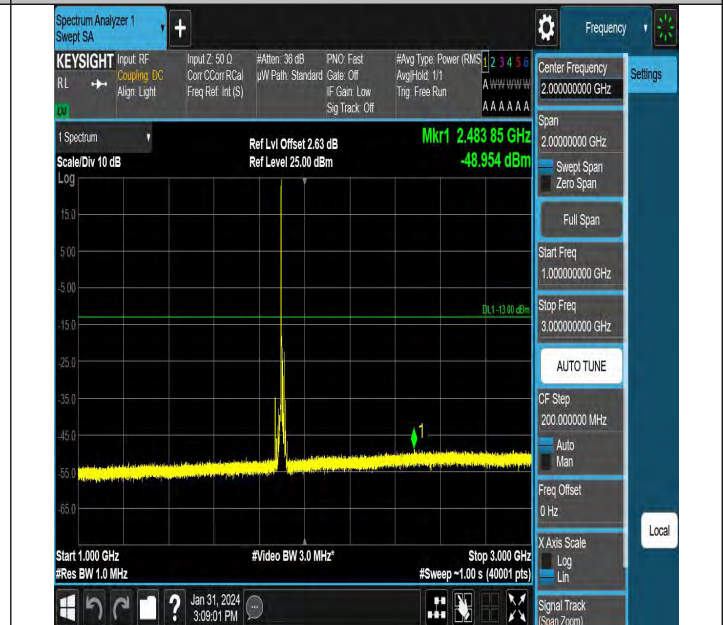 Spectrum Analyzer 1
Swept SA
+
Frequency
KEYSIGHT
RL
Input: RF
Coupling: DC
Align: Light
Input Z: 50 Ω
Corr CCorr RCal
Freq Ref: Int (S)
#Atten: 36 dB
µW Path: Standard
PNO: Fast
Gate: Off
IF Gain: Low
Sig Track: Off
#Avg Type: Power (RMS
Avg|Hold: 1/1
Trig: Free Run
1 2 3 4 5 6
A W W W W W
A A A A A A
1 Spectrum
Scale/Div 10 dB
Log
Ref Lvl Offset 2.63 dB
Ref Level 25.00 dBm
Mkr1 2.483 85 GHz
-48.954 dBm
15.0
5.00
-5.00
-15.0
-25.0
-35.0
-45.0
-55.0
-65.0
DL1 -13.00 dBm
1
Start 1.000 GHz
#Res BW 1.0 MHz
#Video BW 3.0 MHz*
Stop 3.000 GHz
#Sweep ~1.00 s (40001 pts)
?
Jan 31, 2024
3:09:01 PM
Center Frequency
2.000000000 GHz
Span
2.00000000 GHz
Swept Span
Zero Span
Full Span
Start Freq
1.000000000 GHz
Stop Freq
3.000000000 GHz
AUTO TUNE
CF Step
200.000000 MHz
Auto
Man
Freq Offset
0 Hz
X Axis Scale
Log
Lin
Signal Track
(Span Zoom)
Settings
Local